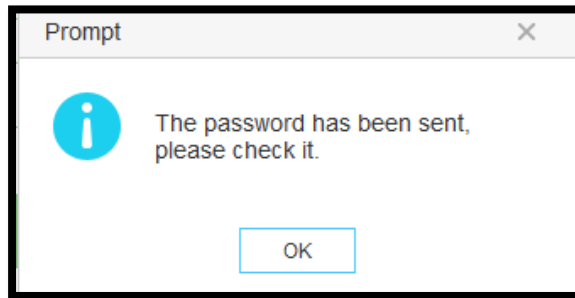 Prompt
The password has been sent,
please check it.
OK